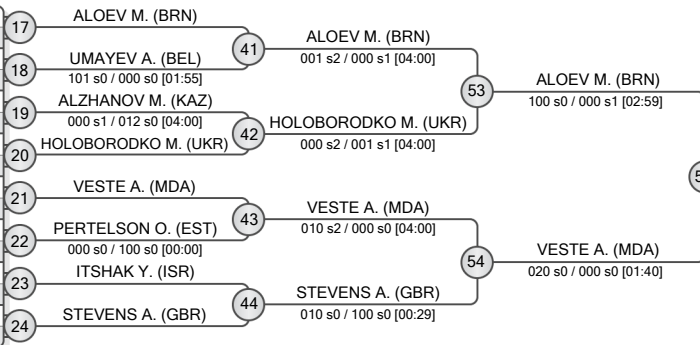 17
ALOEV M. (BRN)
18
UMAYEV A. (BEL)
101 s0 / 000 s0 [01:55]
41
ALOEV M. (BRN)
001 s2 / 000 s1 [04:00]
19
ALZHANOV M. (KAZ)
000 s1 / 012 s0 [04:00]
20
HOLOBORODKO M. (UKR)
42
HOLOBORODKO M. (UKR)
000 s2 / 001 s1 [04:00]
53
ALOEV M. (BRN)
100 s0 / 000 s1 [02:59]
21
VESTE A. (MDA)
22
PERTELSON O. (EST)
000 s0 / 100 s0 [00:00]
43
VESTE A. (MDA)
010 s2 / 000 s0 [04:00]
23
ITSHAK Y. (ISR)
24
STEVENS A. (GBR)
44
STEVENS A. (GBR)
010 s0 / 100 s0 [00:29]
54
VESTE A. (MDA)
020 s0 / 000 s0 [01:40]